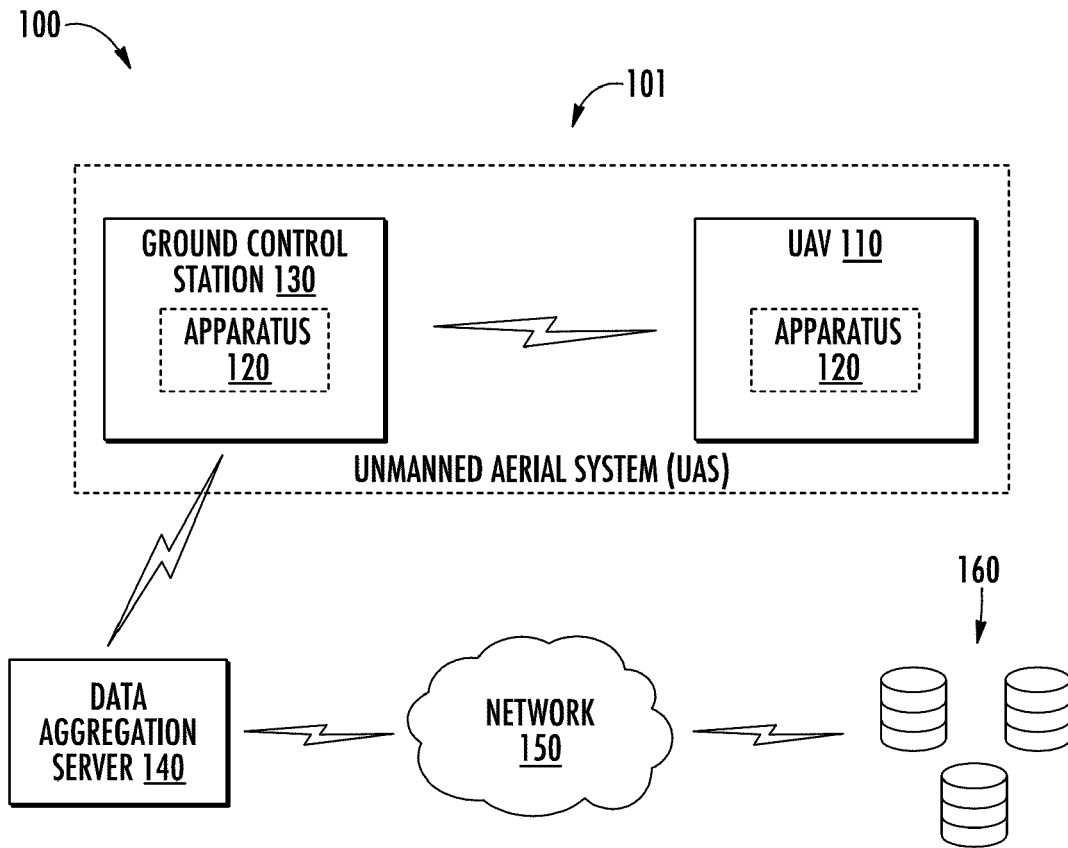 100
101
GROUND CONTROL
STATION 130
APPARATUS
120
UAV 110
APPARATUS
120
UNMANNED AERIAL SYSTEM (UAS)
160
DATA
AGGREGATION
SERVER 140
NETWORK
150